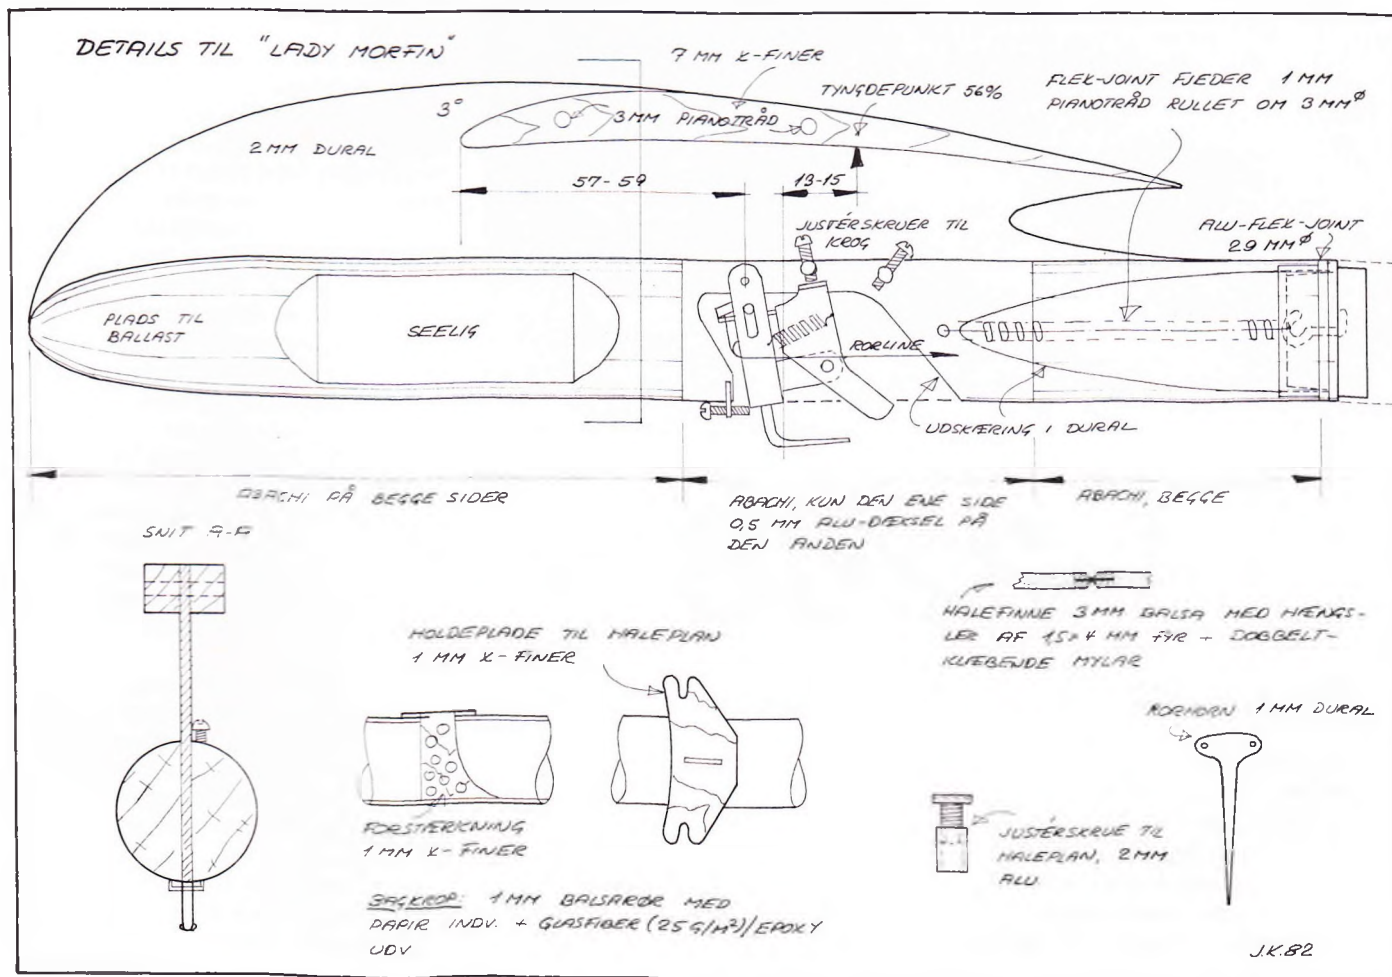 DETAILS TIL "LADY MORFIN"
7 MM X-FINER
TYNGDEPUNKT 56%
FLEK-JOINT FJEDER 1 MM
PIANOTRÅD RULLET OM 3 MMø
3°
3 MM PIANOTRÅD
2 MM DURAL
57-59
13-15
JUSTÉRSKRUER TIL
KROG
ALU-FLEK-JOINT
29 MMø
PLADS TIL
BALLAST
SEELIG
RORLINE
UDSKÆRING I DURAL
ABACHI PÅ BEGGE SIDER
ABACHI, KUN DEN ENE SIDE
0,5 MM ALU-DÆKSEL PÅ
DEN ANDEN
ABACHI, BEGGE
SNIT A-A
HALEFINNE 3 MM BALSA MED HÆNGS-
LER AF 1,5×4 MM FYR + DOBBELT-
KLÆBENDE MYLAR
HOLDEPLADE TIL HALEPLAN
1 MM X-FINER
RORHORN 1 MM DURAL
FORSTÆRKNING
1 MM X-FINER
JUSTÉRSKRUE TIL
HALEPLAN, 2 MM
ALU.
BAGKROP: 1 MM BALSARØR MED
PAPIR INDV. + GLASFIBER (25 G/M²)/EPOXY
UDV
J.K.82